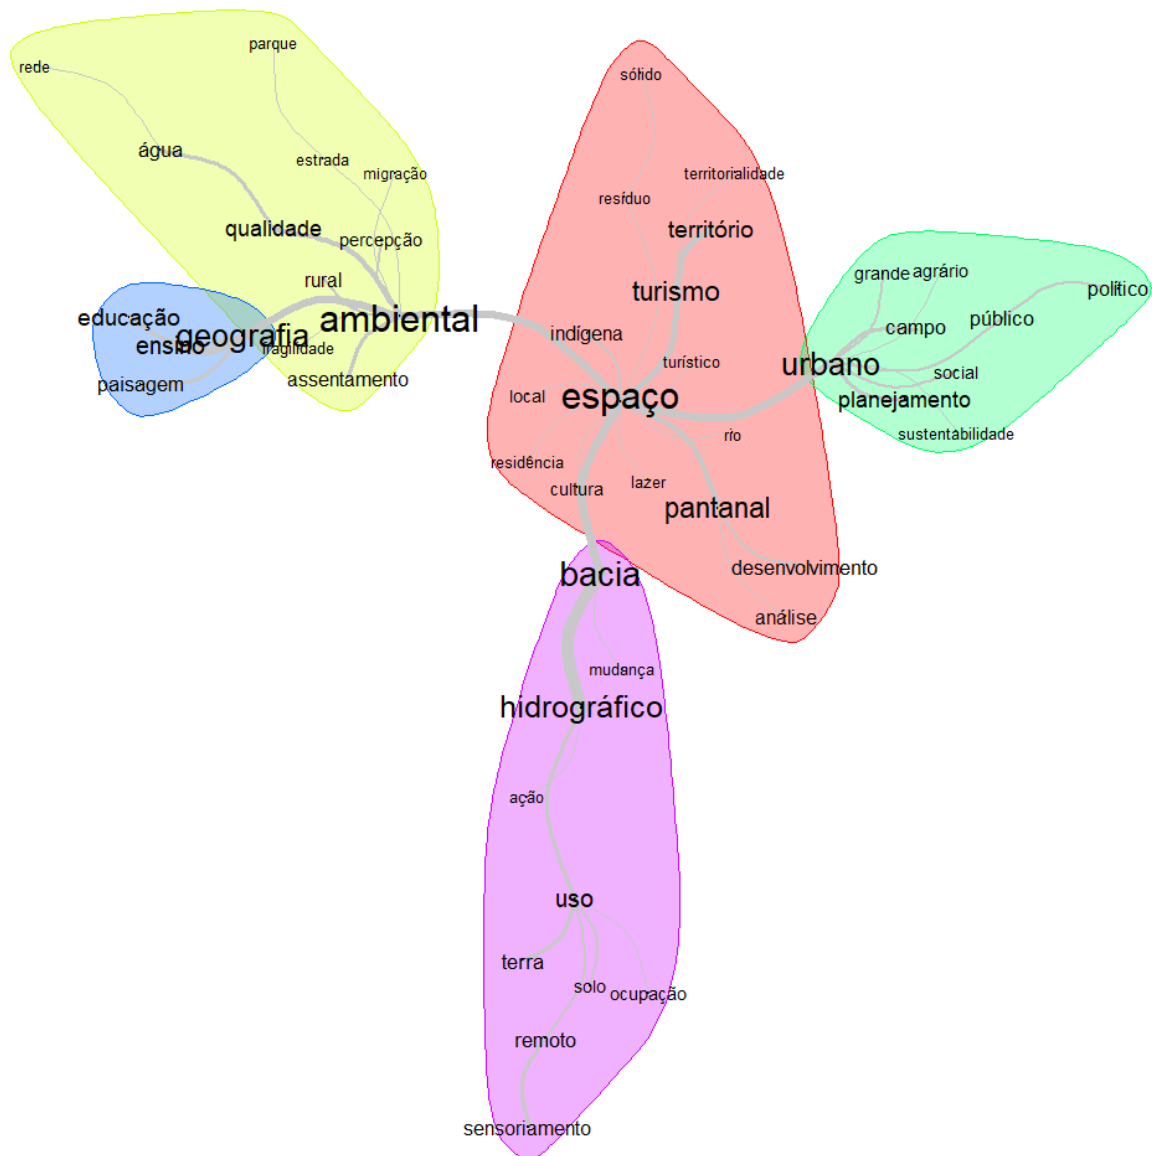 parque
rede
água
estrada
migração
qualidade
percepção
rural
ambiental
educação
geografia
ensino
fragilidade
paisagem
assentamento
sólido
territorialidade
resíduo
território
turismo
indígena
turístico
local
espaço
rio
residência
cultura
lazer
pantanal
desenvolvimento
análise
grande
agrário
político
público
campo
urbano
social
planejamento
sustentabilidade
bacia
mudança
hidrográfico
ação
uso
terra
solo
ocupação
remoto
sensoriamento